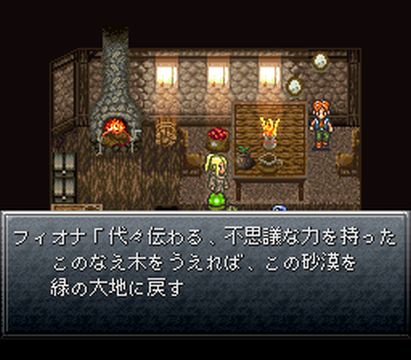 フィオナ「代々伝わる、不思議な力を持った
このなえ木をうえれば、この砂漠を
緑の大地に戻す